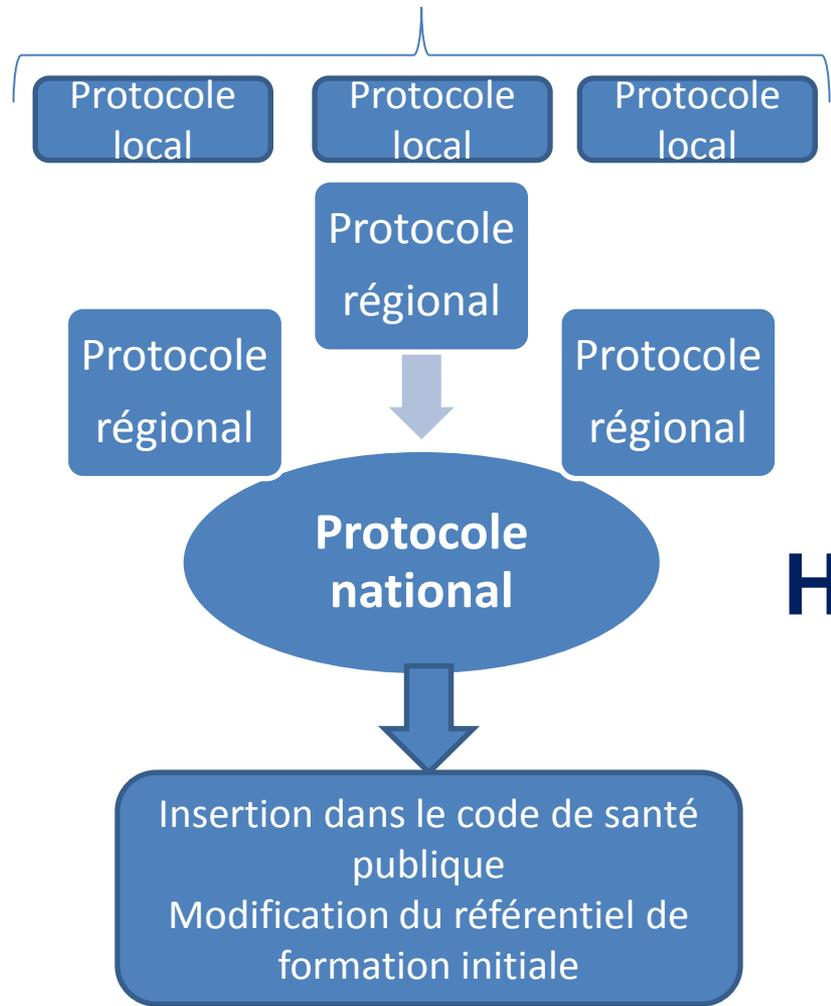 Protocole
local
Protocole
local
Protocole
local
Protocole
régional
Protocole
régional
Protocole
régional
Protocole
national
H
Insertion dans le code de santé
publique
Modification du référentiel de
formation initiale